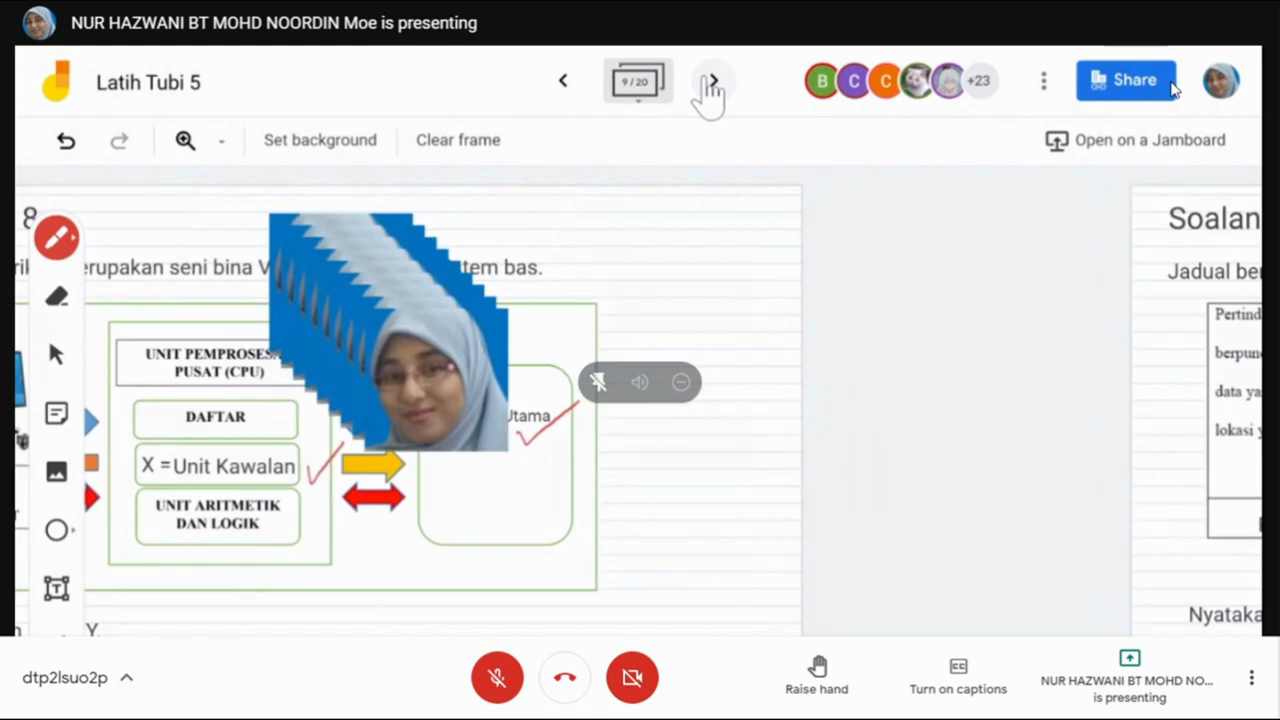 NUR HAZWANI BT MOHD NOORDIN Moe is presenting
Latih Tubi 5
9 / 20
B
C
C
+23
Share
Set background
Clear frame
Open on a Jamboard
8
erupakan seni bina V
tem bas.
UNIT PEMPROSES
PUSAT (CPU)
DAFTAR
X = Unit Kawalan
UNIT ARITMETIK
DAN LOGIK
Utama
Y.
Soalan
Jadual ber
Pertind
berpun
data ya
lokasi y
Nyataka
dtp2lsuo2p
Raise hand
Turn on captions
NUR HAZWANI BT MOHD NO...
is presenting